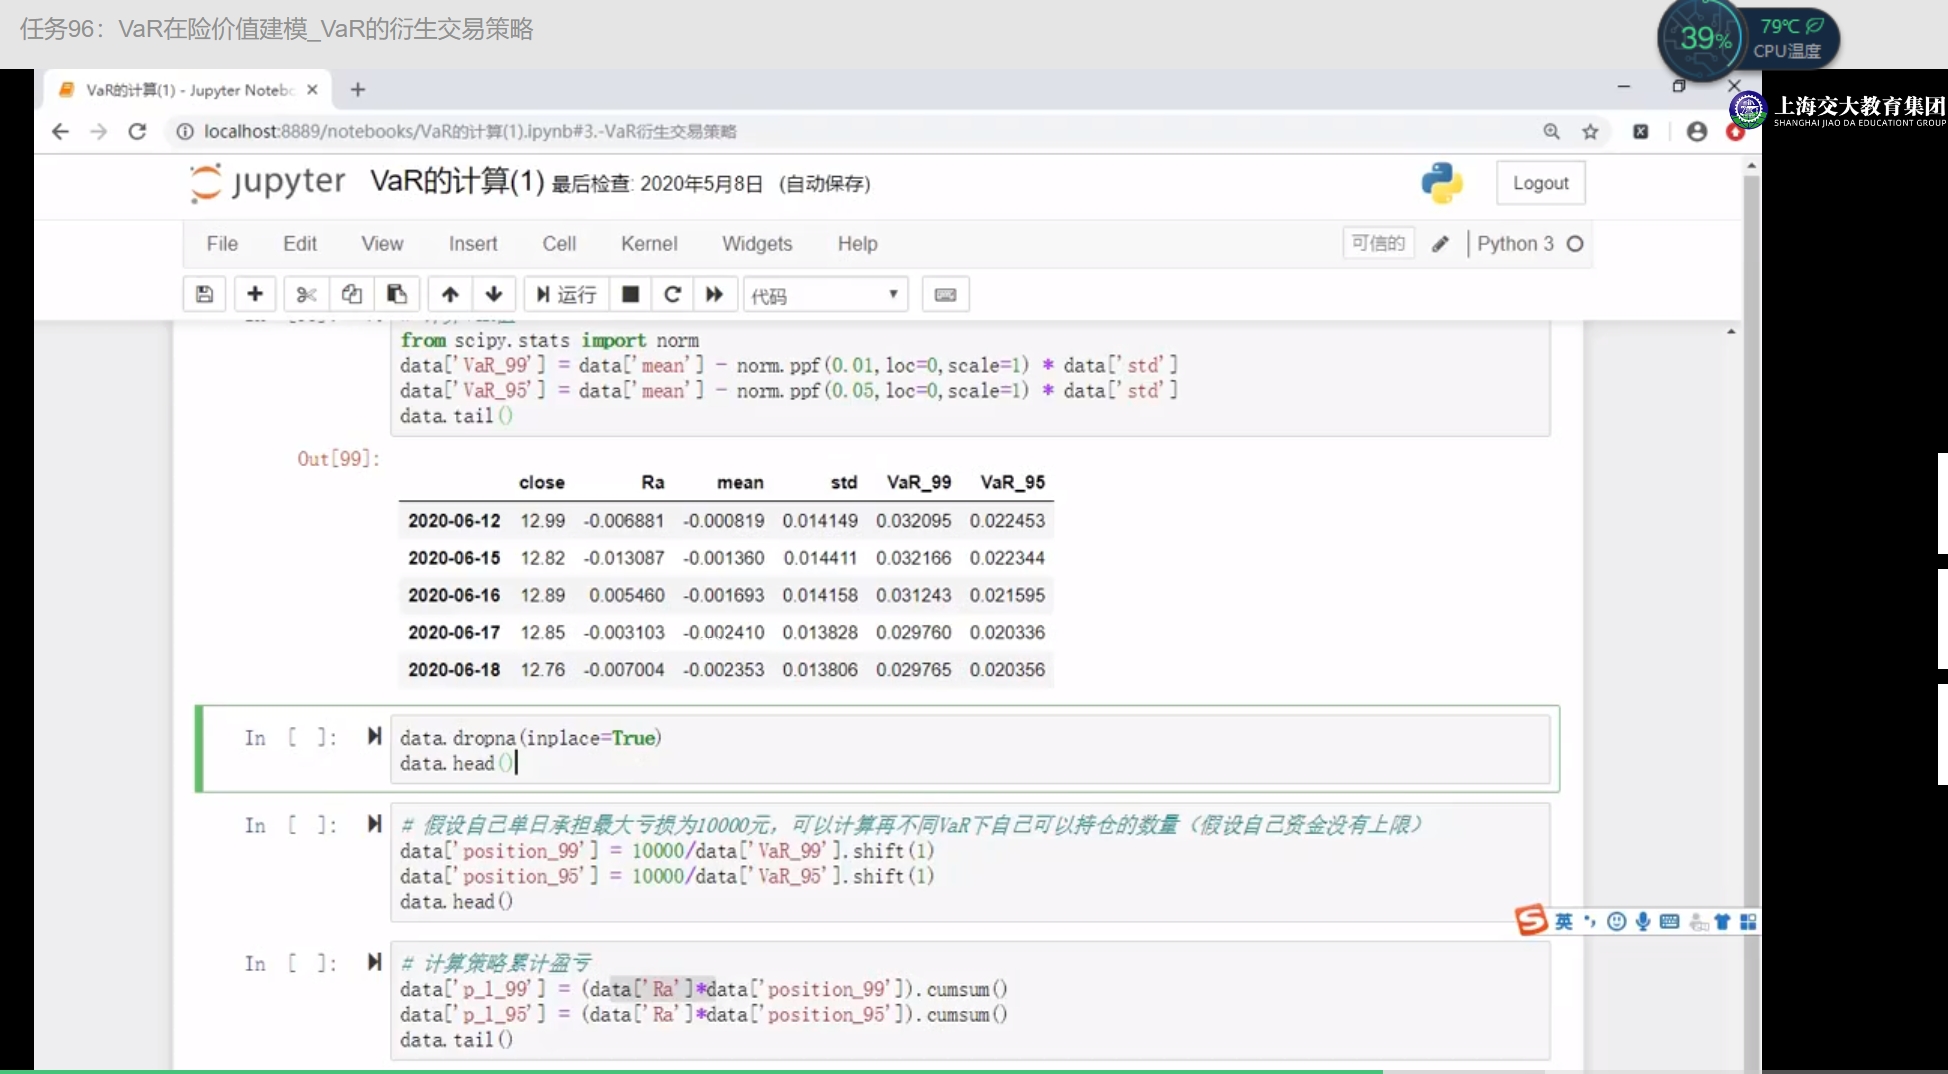 任务96：VaR在险价值建模_VaR的衍生交易策略
39%
79℃
CPU温度
VaR的计算(1) - Jupyter Notebo
上海交大教育集团
SHANGHAI JIAO DA EDUCATIONT GROUP
localhost:8889/notebooks/VaR的计算(1).ipynb#3.-VaR衍生交易策略
jupyter VaR的计算(1) 最后检查: 2020年5月8日 (自动保存)
Logout
File Edit View Insert Cell Kernel Widgets Help
可信的 Python 3
运行 代码
from scipy.stats import norm
data['VaR_99'] = data['mean'] - norm.ppf(0.01,loc=0,scale=1) * data['std']
data['VaR_95'] = data['mean'] - norm.ppf(0.05,loc=0,scale=1) * data['std']
data.tail()
Out[99]:
close Ra mean std VaR_99 VaR_95
2020-06-12 12.99 -0.006881 -0.000819 0.014149 0.032095 0.022453
2020-06-15 12.82 -0.013087 -0.001360 0.014411 0.032166 0.022344
2020-06-16 12.89 0.005460 -0.001693 0.014158 0.031243 0.021595
2020-06-17 12.85 -0.003103 -0.002410 0.013828 0.029760 0.020336
2020-06-18 12.76 -0.007004 -0.002353 0.013806 0.029765 0.020356
In [ ]: data.dropna(inplace=True)
data.head()
In [ ]: # 假设自己单日承担最大亏损为10000元，可以计算再不同VaR下自己可以持仓的数量（假设自己资金没有上限）
data['position_99'] = 10000/data['VaR_99'].shift(1)
data['position_95'] = 10000/data['VaR_95'].shift(1)
data.head()
英
In [ ]: # 计算策略累计盈亏
data['p_l_99'] = (data['Ra']*data['position_99']).cumsum()
data['p_l_95'] = (data['Ra']*data['position_95']).cumsum()
data.tail()